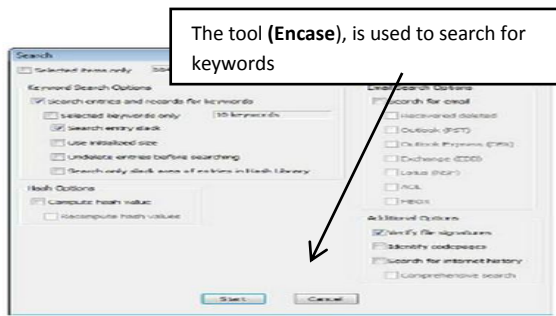 The tool (Encase), is used to search for
keywords
Search
Selected items only
Keyword Search Options
Search entries and records for keywords
Selected keywords only
10 keywords
Search entry slack
Use initialized size
Undelete entries before searching
Search only slack area of entries in Hash Library
Hash Options
Compute hash value
Recompute hash values
Email Search Options
Search for email
Recovered deleted
Outlook (PST)
Outlook Express (DBX)
Exchange (EDB)
Lotus (NSF)
AOL
MBOX
Additional Options
Verify file signatures
Identify codepages
Search for internet history
Comprehensive search
Start
Cancel